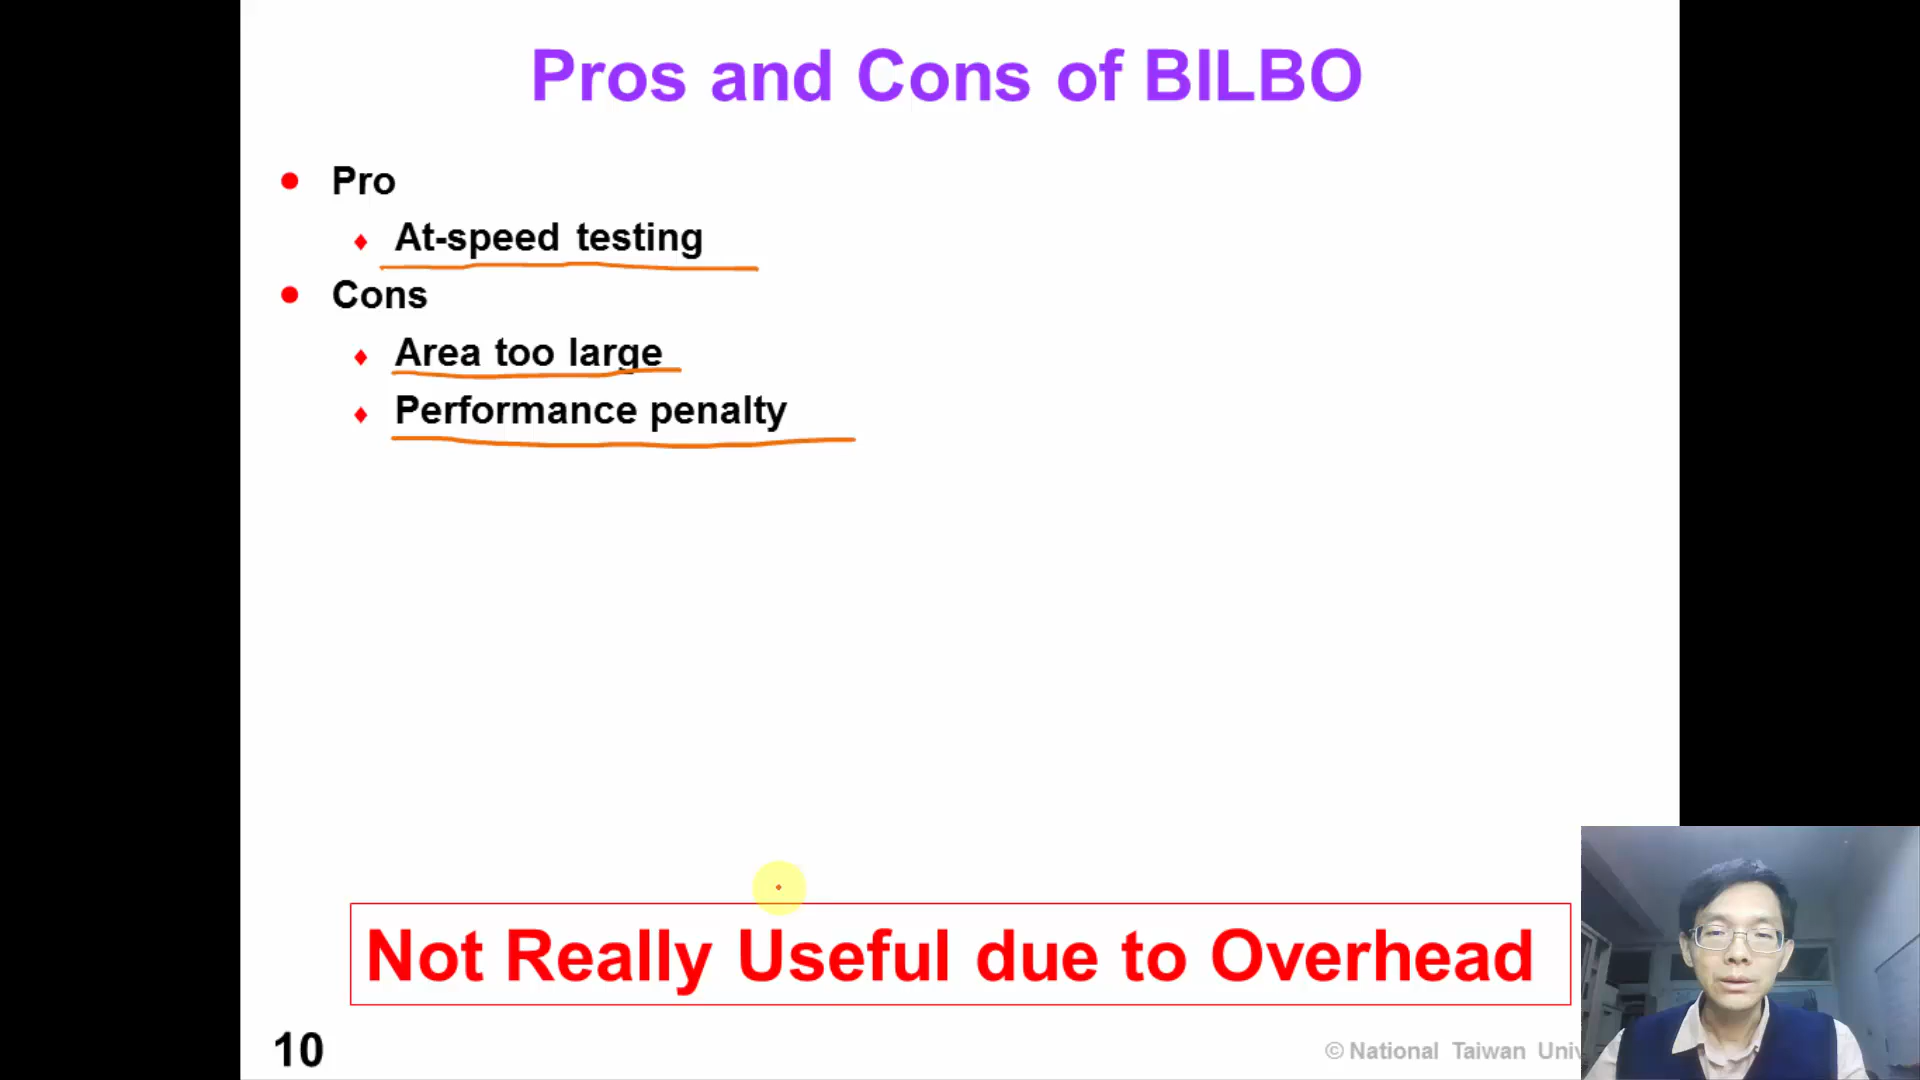 Pros and Cons of BILBO
Pro
At-speed testing
Cons
Area too large
Performance penalty
Not Really Useful due to Overhead
10
© National Taiwan